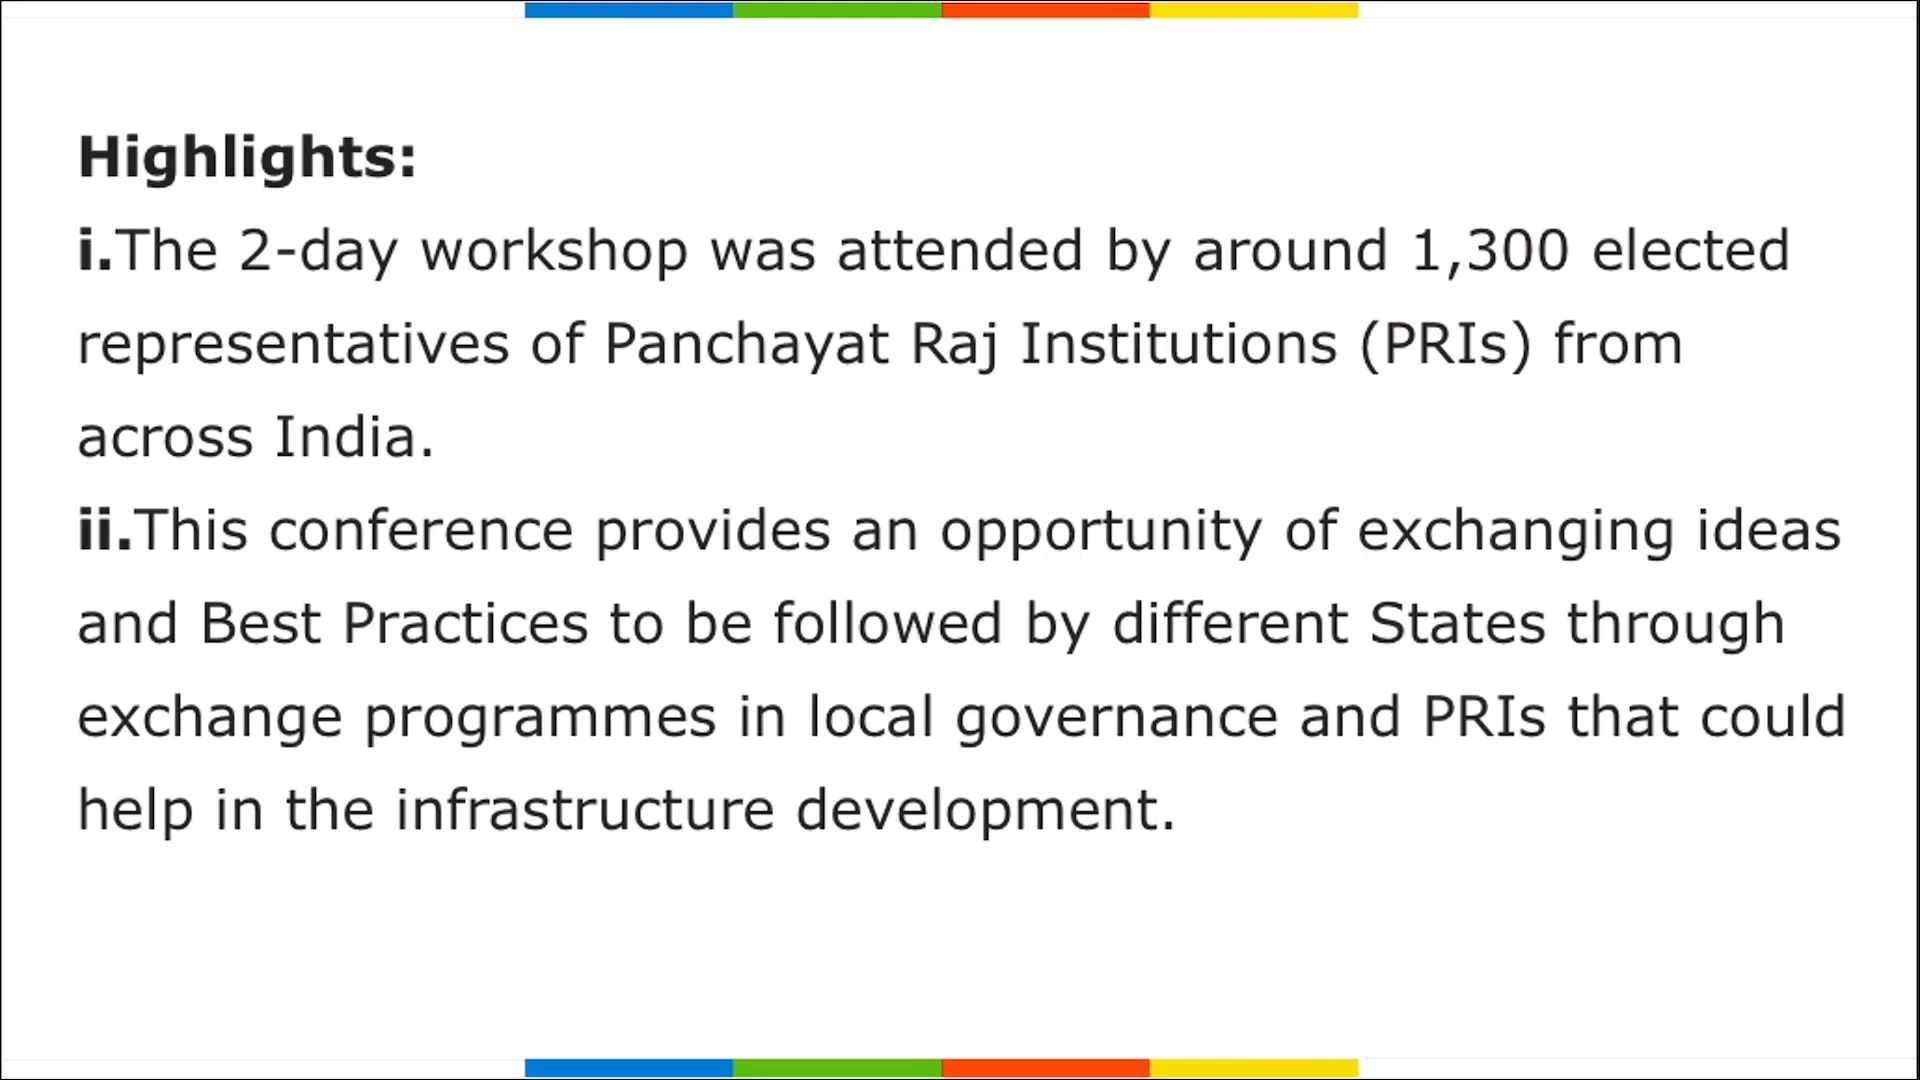 Highlights:
i.The 2-day workshop was attended by around 1,300 elected
representatives of Panchayat Raj Institutions (PRIs) from
across India.
ii.This conference provides an opportunity of exchanging ideas
and Best Practices to be followed by different States through
exchange programmes in local governance and PRIs that could
help in the infrastructure development.